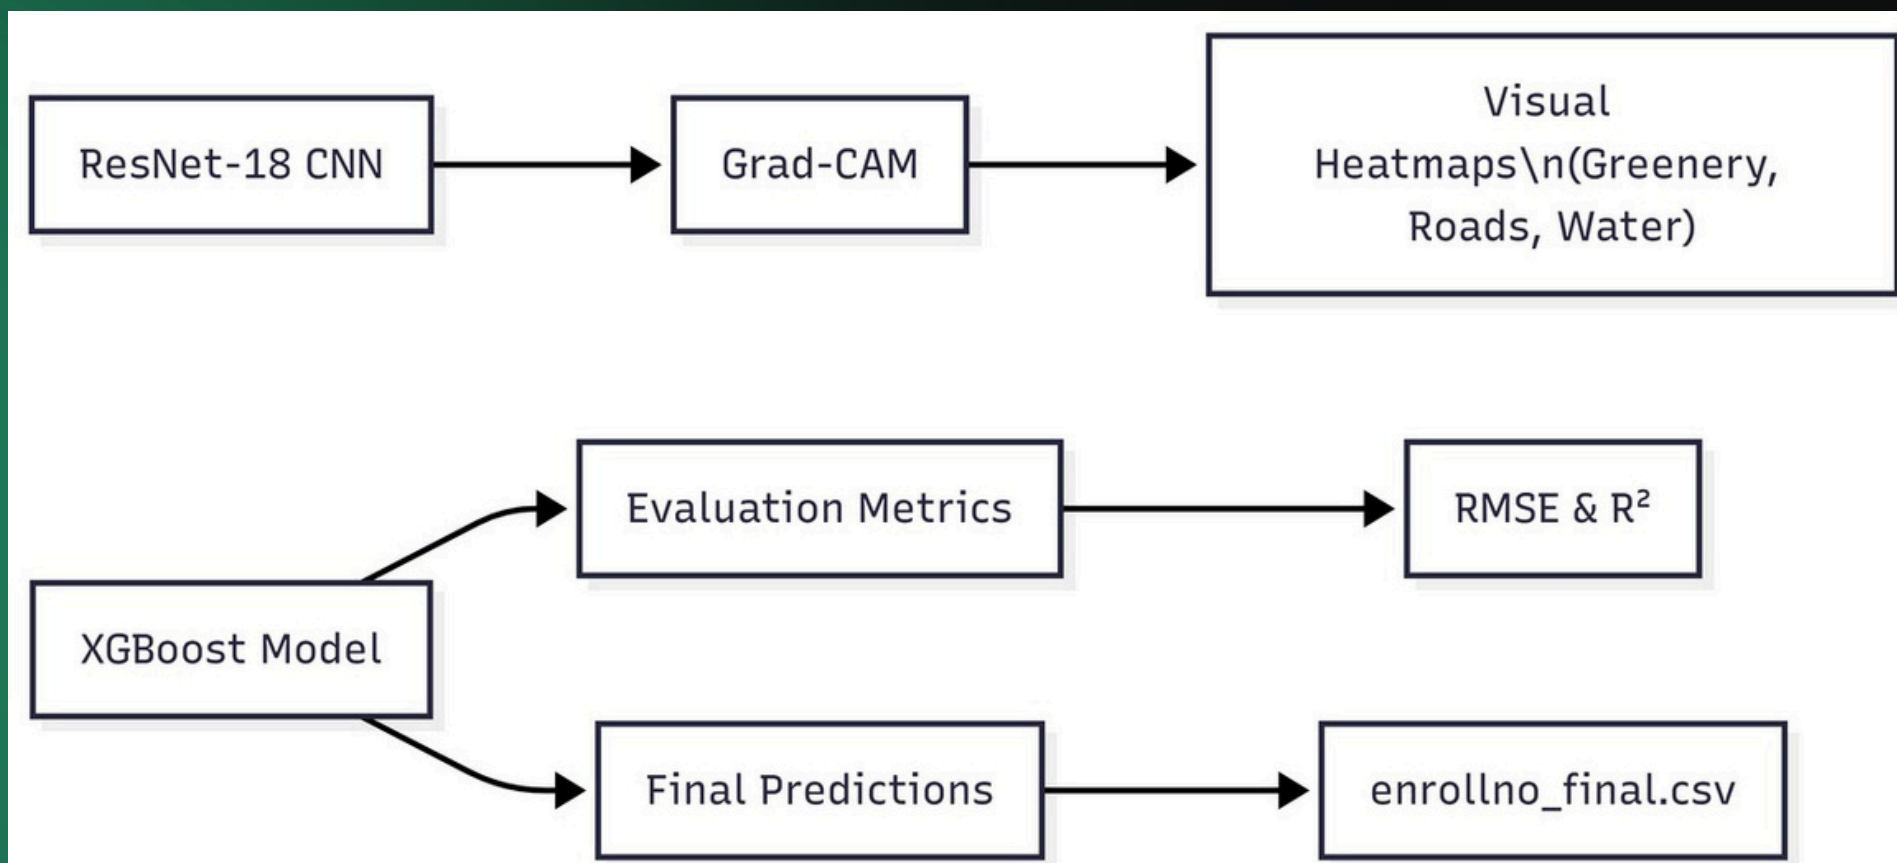 ResNet-18 CNN
Grad-CAM
Visual
Heatmaps\n(Greenery,
Roads, Water)
Evaluation Metrics
RMSE & R²
XGBoost Model
Final Predictions
enrollno_final.csv